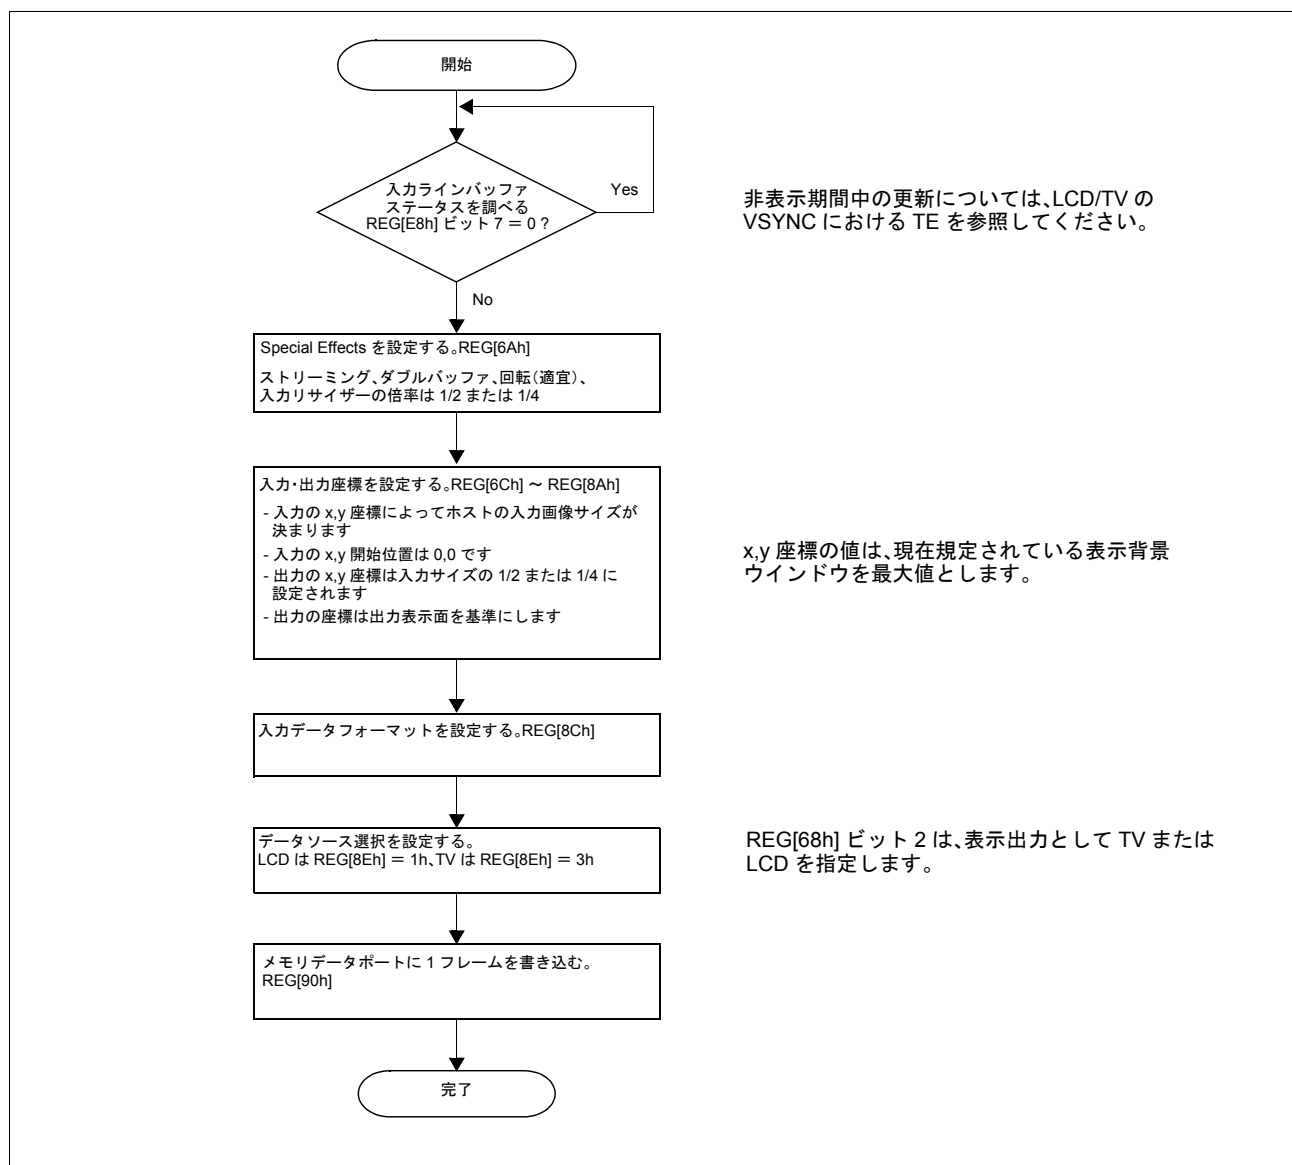 開始
入力ラインバッファ
ステータスを調べる
REG[E8h] ビット 7 = 0 ?
Yes
非表示期間中の更新については、LCD/TV の
VSYNC における TE を参照してください。
No
Special Effects を設定する。REG[6Ah]
ストリーミング、ダブルバッファ、回転(適宜)、
入力リサイザーの倍率は 1/2 または 1/4
入力・出力座標を設定する。REG[6Ch] ~ REG[8Ah]
- 入力の x,y 座標によってホストの入力画像サイズが
決まります
- 入力の x,y 開始位置は 0,0 です
- 出力の x,y 座標は入力サイズの 1/2 または 1/4 に
設定されます
- 出力の座標は出力表示面を基準にします
x,y 座標の値は、現在規定されている表示背景
ウインドウを最大値とします。
入力データフォーマットを設定する。REG[8Ch]
データソース選択を設定する。
LCD は REG[8Eh] = 1h、TV は REG[8Eh] = 3h
REG[68h] ビット 2 は、表示出力として TV または
LCD を指定します。
メモリデータポートに 1 フレームを書き込む。
REG[90h]
完了